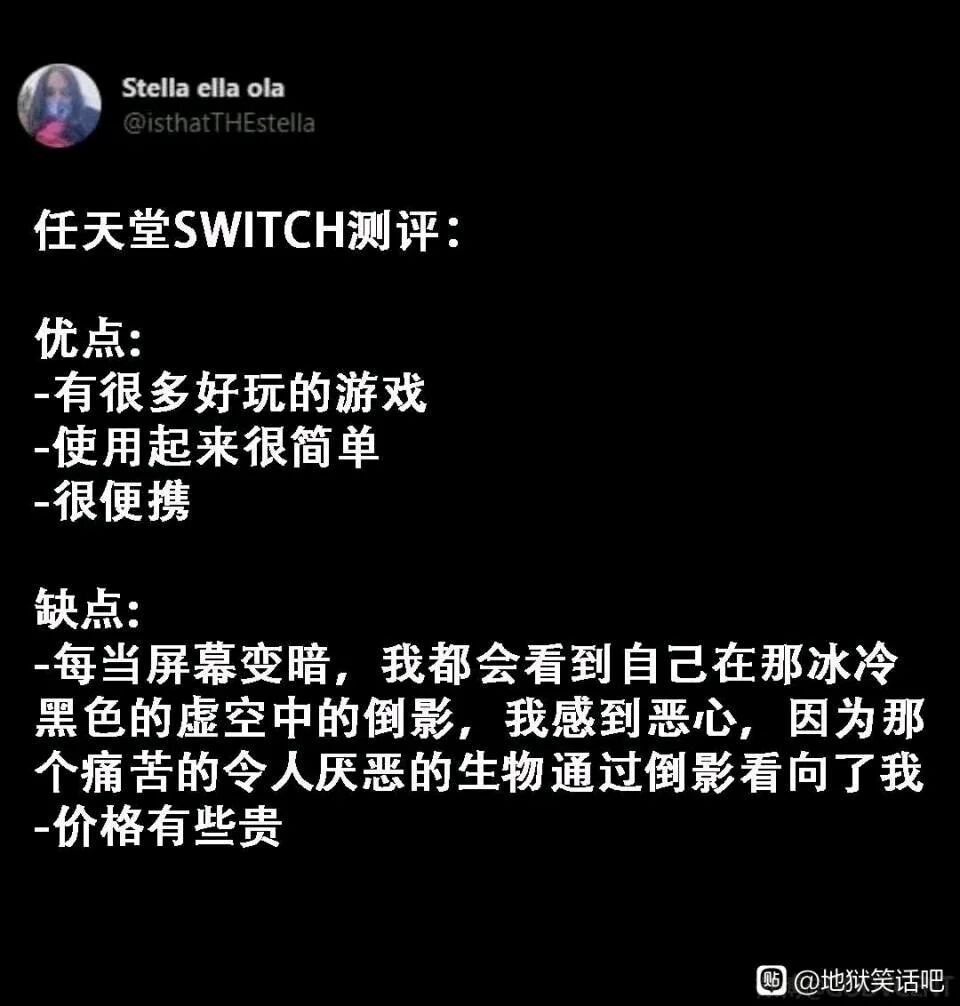 Stella ella ola
@isthatTHEstella
任天堂SWITCH测评：
优点：
-有很多好玩的游戏
-使用起来很简单
-很便携
缺点：
-每当屏幕变暗，我都会看到自己在那冰冷
黑色的虚空中的倒影，我感到恶心，因为那
个痛苦的令人厌恶的生物通过倒影看向了我
-价格有些贵
贴 @地狱笑话吧